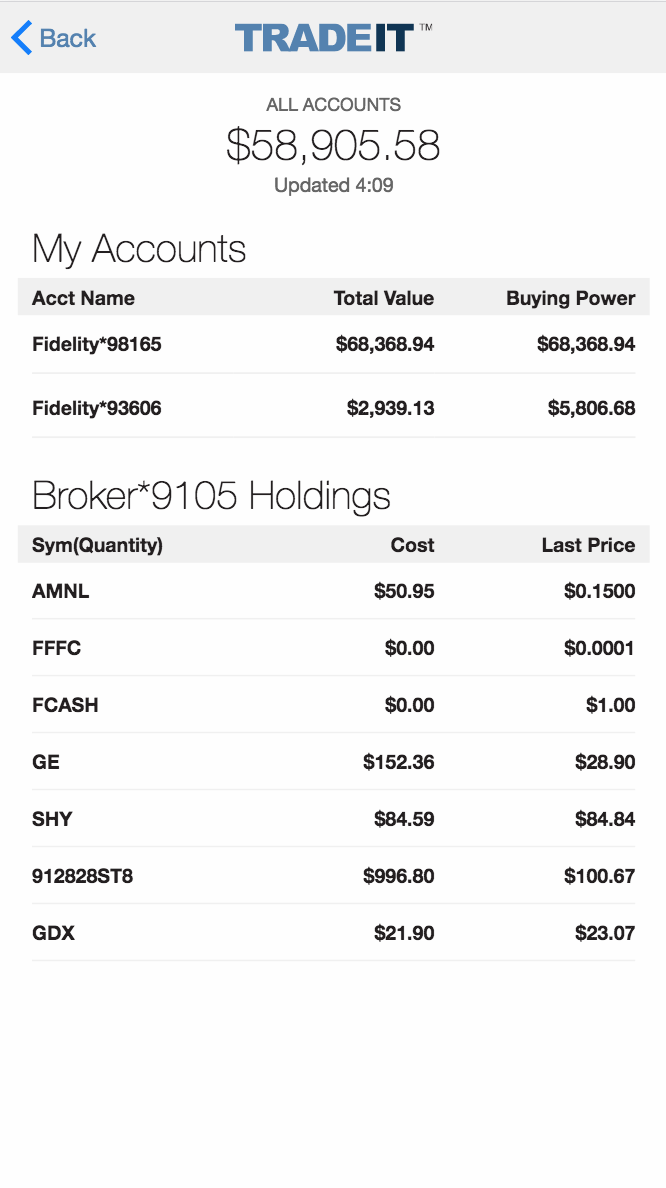 Back
TRADEIT™
ALL ACCOUNTS
$58,905.58
Updated 4:09
My Accounts
Acct Name Total Value Buying Power
Fidelity*98165 $68,368.94 $68,368.94
Fidelity*93606 $2,939.13 $5,806.68
Broker*9105 Holdings
Sym(Quantity) Cost Last Price
AMNL $50.95 $0.1500
FFFC $0.00 $0.0001
FCASH $0.00 $1.00
GE $152.36 $28.90
SHY $84.59 $84.84
912828ST8 $996.80 $100.67
GDX $21.90 $23.07